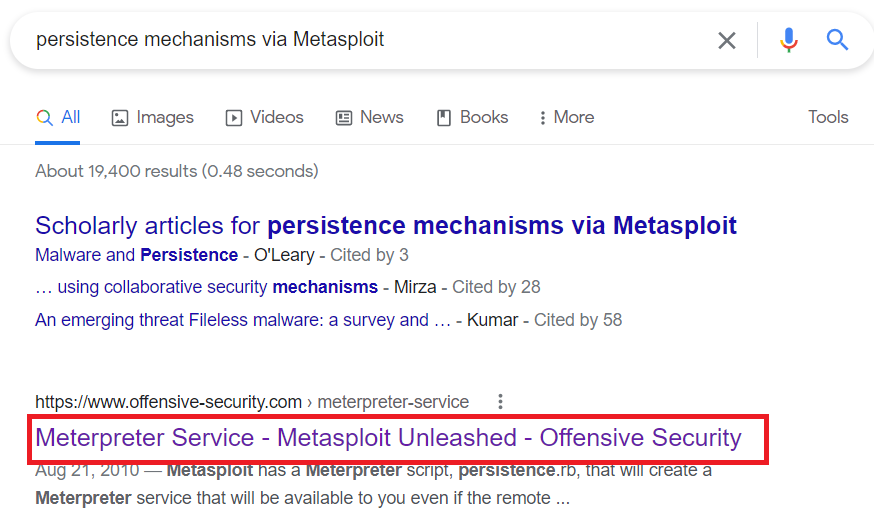 persistence mechanisms via Metasploit
All Images Videos News Books More Tools
About 19,400 results (0.48 seconds)
Scholarly articles for persistence mechanisms via Metasploit
Malware and Persistence - O'Leary - Cited by 3
… using collaborative security mechanisms - Mirza - Cited by 28
An emerging threat Fileless malware: a survey and … - Kumar - Cited by 58
https://www.offensive-security.com › meterpreter-service
Meterpreter Service - Metasploit Unleashed - Offensive Security
Aug 21, 2010 — Metasploit has a Meterpreter script, persistence.rb, that will create a
Meterpreter service that will be available to you even if the remote ...